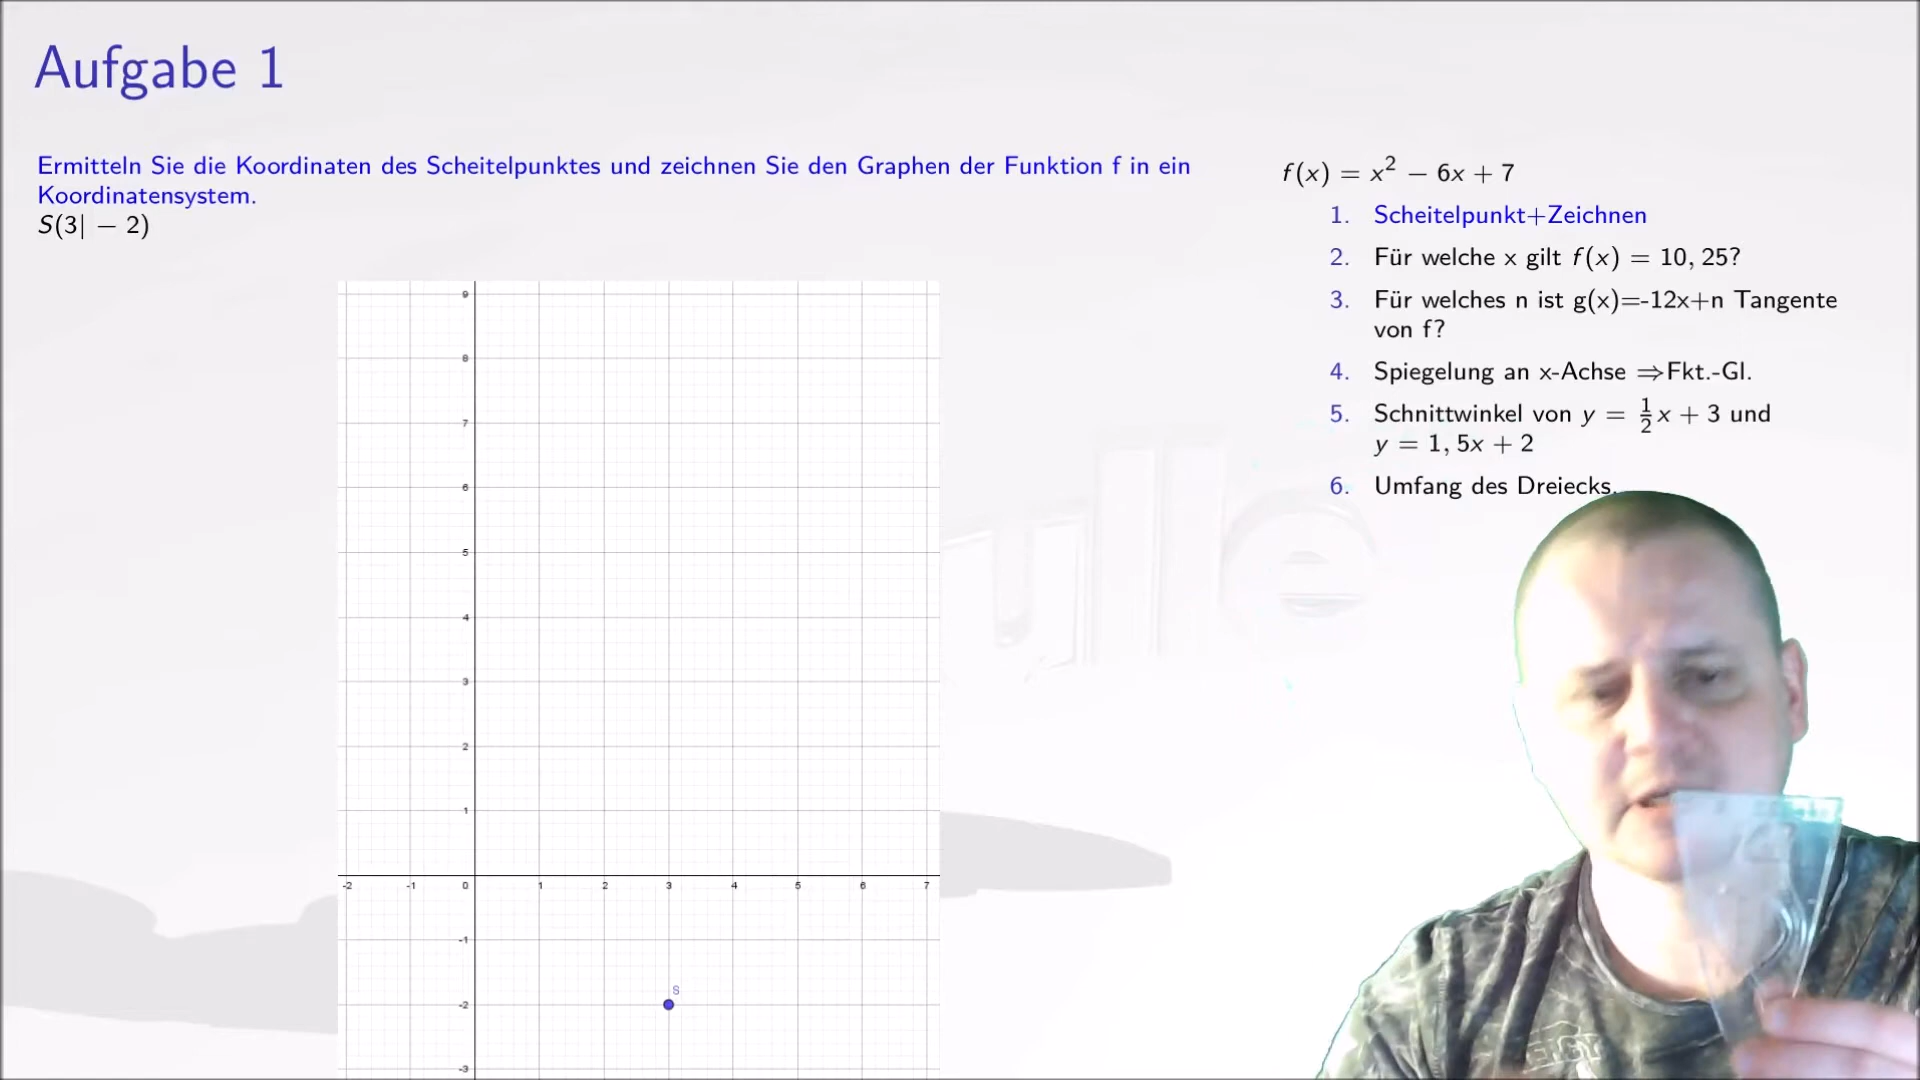 Aufgabe 1
Ermitteln Sie die Koordinaten des Scheitelpunktes und zeichnen Sie den Graphen der Funktion f in ein
Koordinatensystem.
S(3| − 2)
f(x) = x² − 6x + 7
1. Scheitelpunkt+Zeichnen
2. Für welche x gilt f(x) = 10, 25?
3. Für welches n ist g(x)=-12x+n Tangente
von f?
4. Spiegelung an x-Achse ⇒Fkt.-Gl.
5. Schnittwinkel von y = 1/2 x + 3 und
y = 1, 5x + 2
6. Umfang des Dreiecks.
9
8
7
6
5
4
3
2
1
-2 -1 0 1 2 3 4 5 6 7
-1
S
-2
-3